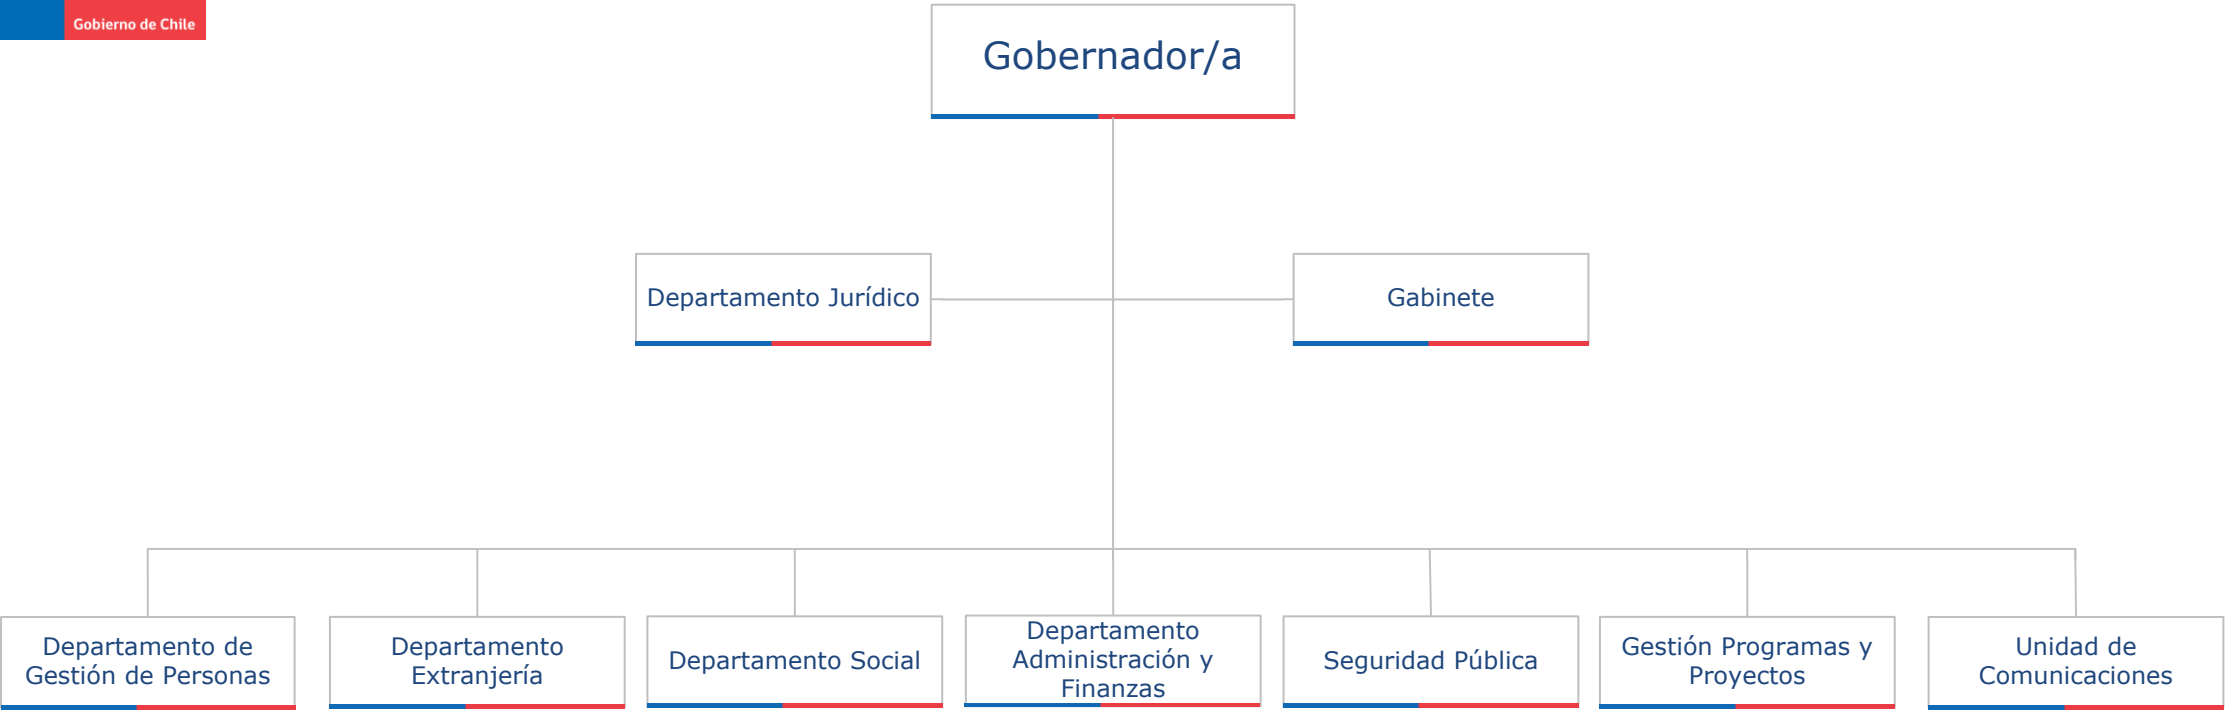 Gobierno de Chile
Gobernador/a
Departamento Jurídico
Gabinete
Departamento de
Gestión de Personas
Departamento
Extranjería
Departamento Social
Departamento
Administración y
Finanzas
Seguridad Pública
Gestión Programas y
Proyectos
Unidad de
Comunicaciones